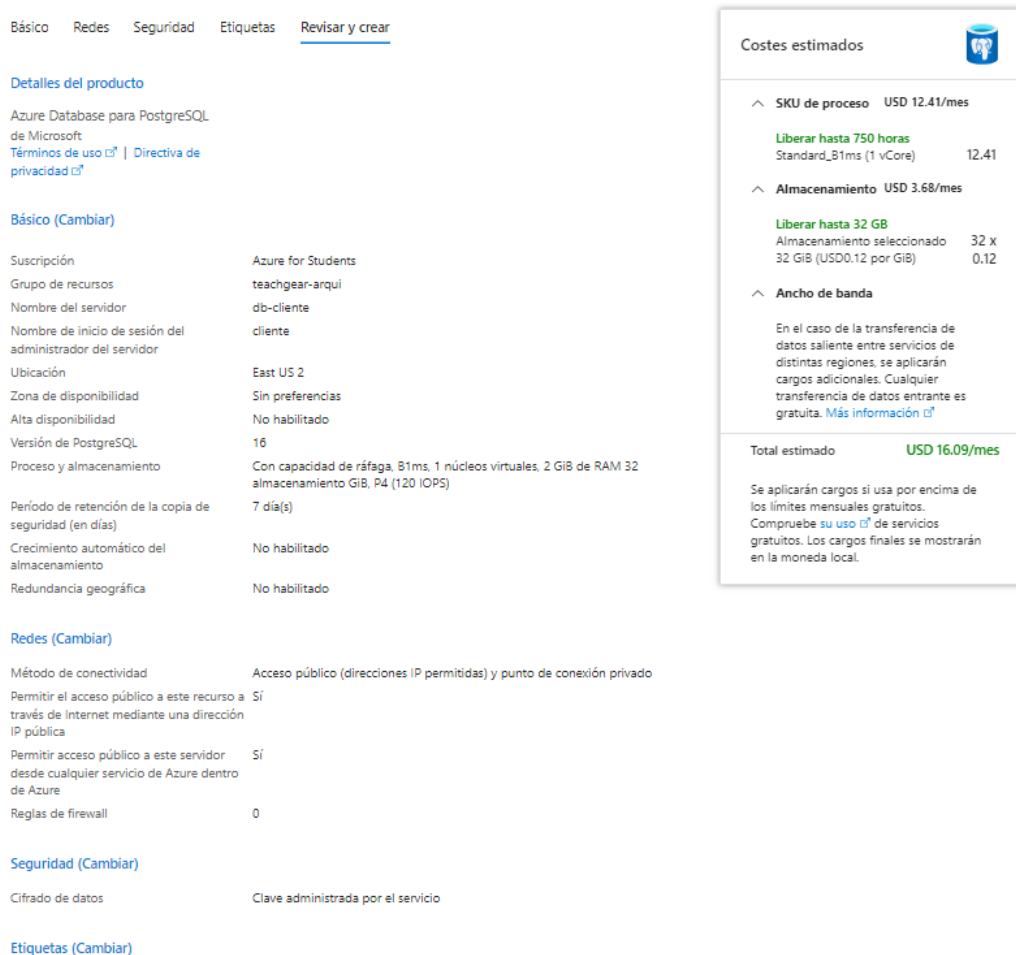 Básico Redes Seguridad Etiquetas Revisar y crear
Detalles del producto
Azure Database para PostgreSQL
de Microsoft
Términos de uso | Directiva de
privacidad
Básico (Cambiar)
Suscripción Azure for Students
Grupo de recursos teachgear-arqui
Nombre del servidor db-cliente
Nombre de inicio de sesión del cliente
administrador del servidor
Ubicación East US 2
Zona de disponibilidad Sin preferencias
Alta disponibilidad No habilitado
Versión de PostgreSQL 16
Proceso y almacenamiento Con capacidad de ráfaga, B1ms, 1 núcleos virtuales, 2 GiB de RAM 32
almacenamiento GiB, P4 (120 IOPS)
Período de retención de la copia de 7 día(s)
seguridad (en días)
Crecimiento automático del No habilitado
almacenamiento
Redundancia geográfica No habilitado
Redes (Cambiar)
Método de conectividad Acceso público (direcciones IP permitidas) y punto de conexión privado
Permitir el acceso público a este recurso a Sí
través de Internet mediante una dirección
IP pública
Permitir acceso público a este servidor Sí
desde cualquier servicio de Azure dentro
de Azure
Reglas de firewall 0
Seguridad (Cambiar)
Cifrado de datos Clave administrada por el servicio
Etiquetas (Cambiar)
Costes estimados
SKU de proceso USD 12.41/mes
Liberar hasta 750 horas
Standard_B1ms (1 vCore) 12.41
Almacenamiento USD 3.68/mes
Liberar hasta 32 GB
Almacenamiento seleccionado 32 x
32 GiB (USD0.12 por GiB) 0.12
Ancho de banda
En el caso de la transferencia de
datos saliente entre servicios de
distintas regiones, se aplicarán
cargos adicionales. Cualquier
transferencia de datos entrante es
gratuita. Más información
Total estimado USD 16.09/mes
Se aplicarán cargos si usa por encima de
los límites mensuales gratuitos.
Compruebe su uso de servicios
gratuitos. Los cargos finales se mostrarán
en la moneda local.